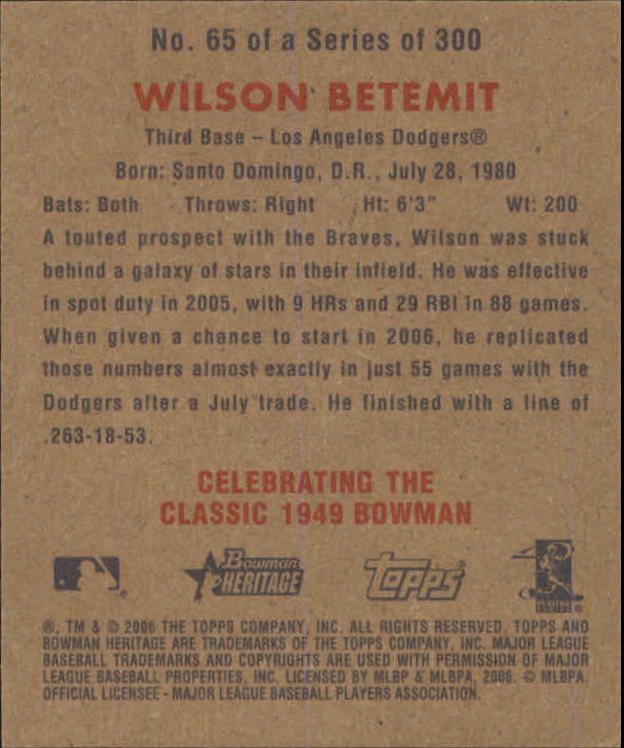 No. 65 of a Series of 300
WILSON BETEMIT
Third Base – Los Angeles Dodgers®
Born: Santo Domingo, D.R., July 28, 1980
Bats: Both Throws: Right Ht: 6'3" Wt: 200
A touted prospect with the Braves, Wilson was stuck
behind a galaxy of stars in their infield. He was effective
in spot duty in 2005, with 9 HRs and 29 RBI in 88 games.
When given a chance to start in 2006, he replicated
those numbers almost exactly in just 55 games with the
Dodgers after a July trade. He finished with a line of
.263-18-53.
CELEBRATING THE
CLASSIC 1949 BOWMAN
Bowman
HERITAGE
topps
®, TM & © 2006 THE TOPPS COMPANY, INC. ALL RIGHTS RESERVED. TOPPS AND
BOWMAN HERITAGE ARE TRADEMARKS OF THE TOPPS COMPANY, INC. MAJOR LEAGUE
BASEBALL TRADEMARKS AND COPYRIGHTS ARE USED WITH PERMISSION OF MAJOR
LEAGUE BASEBALL PROPERTIES, INC. LICENSED BY MLBP & MLBPA, 2006. © MLBPA
OFFICIAL LICENSEE - MAJOR LEAGUE BASEBALL PLAYERS ASSOCIATION.